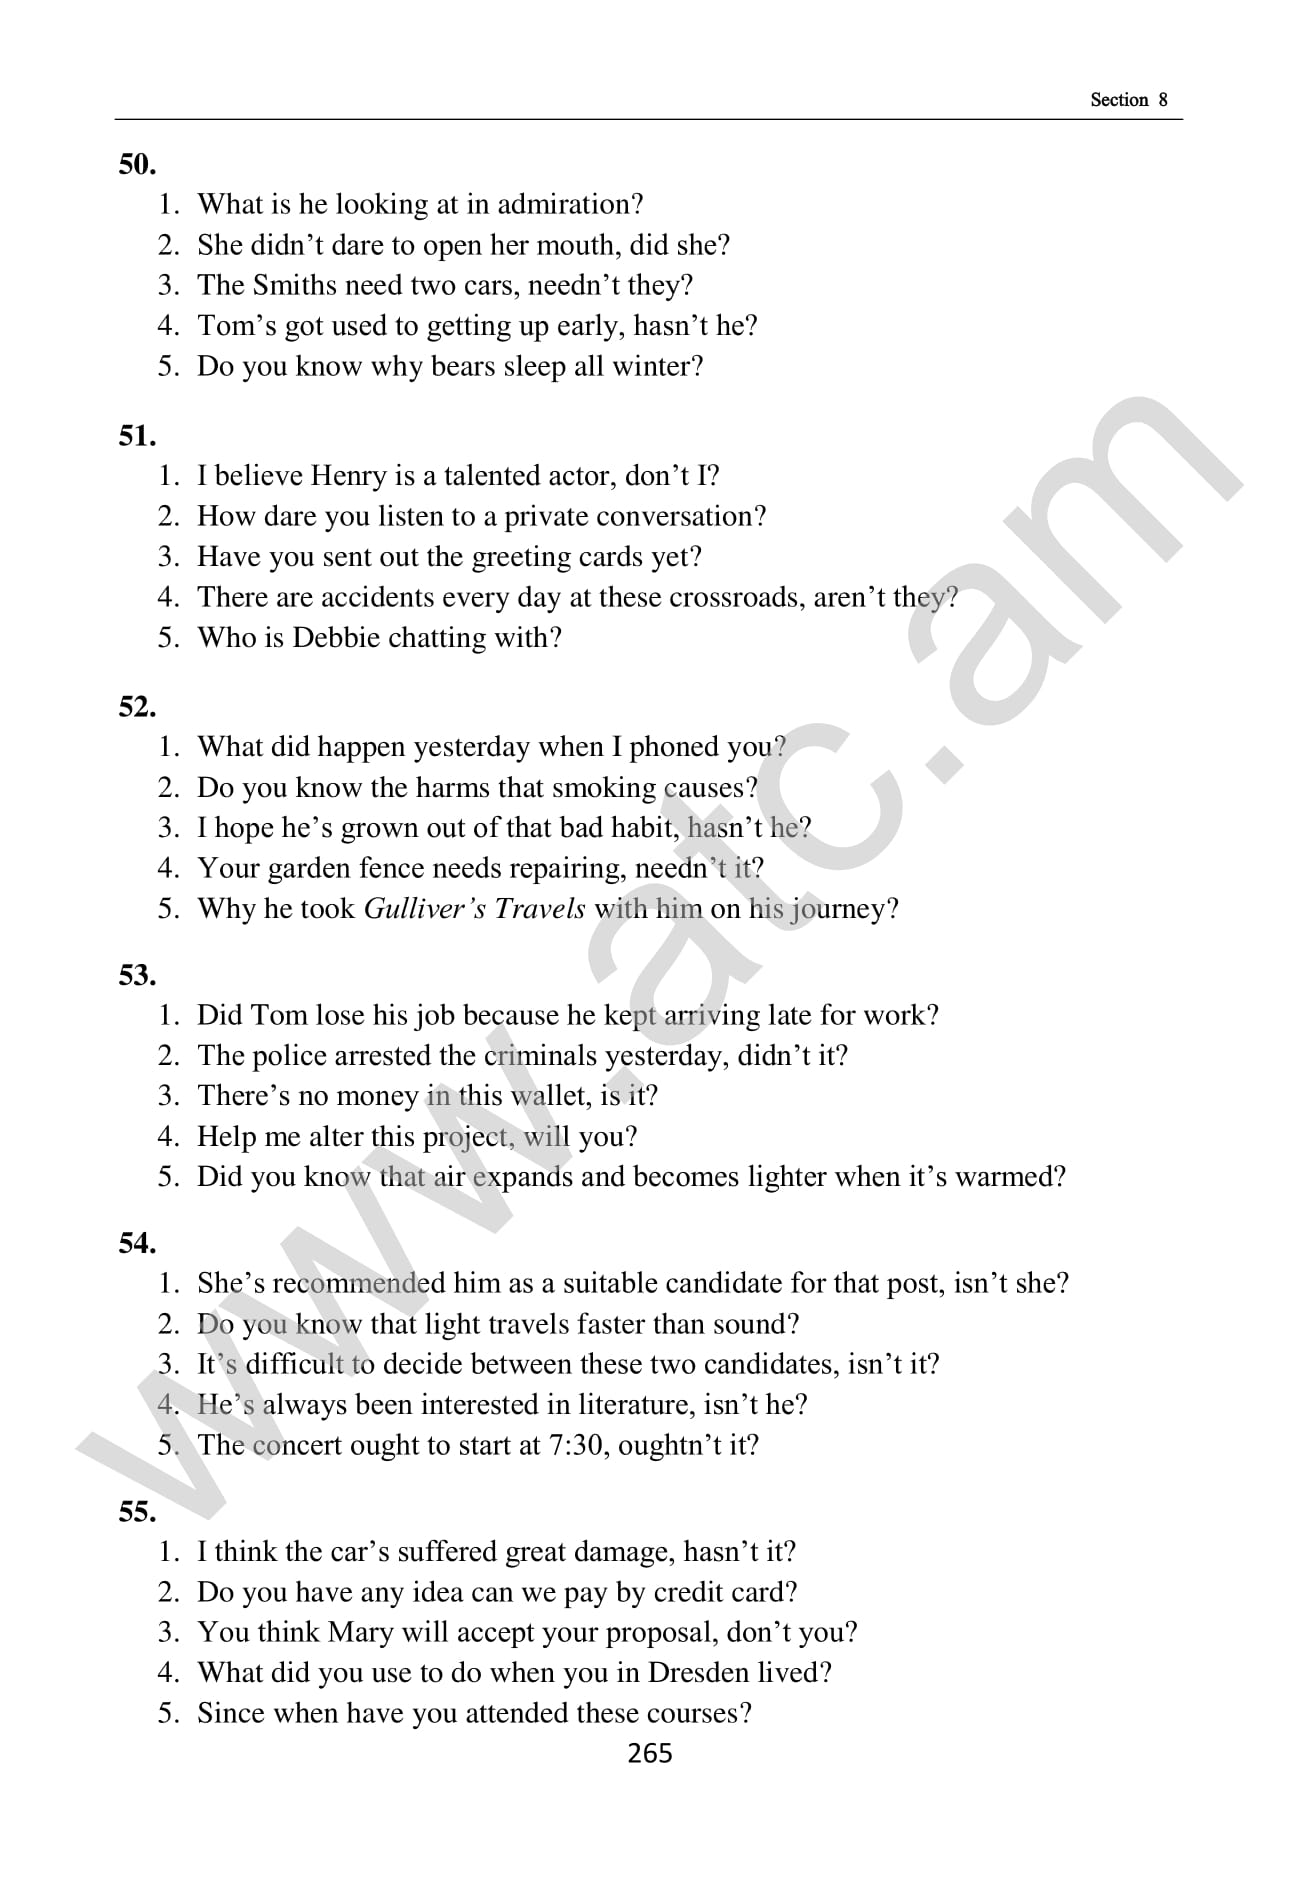 Section 8
50.
1. What is he looking at in admiration?
2. She didn’t dare to open her mouth, did she?
3. The Smiths need two cars, needn’t they?
4. Tom’s got used to getting up early, hasn’t he?
5. Do you know why bears sleep all winter?
51.
1. I believe Henry is a talented actor, don’t I?
2. How dare you listen to a private conversation?
3. Have you sent out the greeting cards yet?
4. There are accidents every day at these crossroads, aren’t they?
5. Who is Debbie chatting with?
52.
1. What did happen yesterday when I phoned you?
2. Do you know the harms that smoking causes?
3. I hope he’s grown out of that bad habit, hasn’t he?
4. Your garden fence needs repairing, needn’t it?
5. Why he took Gulliver’s Travels with him on his journey?
53.
1. Did Tom lose his job because he kept arriving late for work?
2. The police arrested the criminals yesterday, didn’t it?
3. There’s no money in this wallet, is it?
4. Help me alter this project, will you?
5. Did you know that air expands and becomes lighter when it’s warmed?
54.
1. She’s recommended him as a suitable candidate for that post, isn’t she?
2. Do you know that light travels faster than sound?
3. It’s difficult to decide between these two candidates, isn’t it?
4. He’s always been interested in literature, isn’t he?
5. The concert ought to start at 7:30, oughtn’t it?
55.
1. I think the car’s suffered great damage, hasn’t it?
2. Do you have any idea can we pay by credit card?
3. You think Mary will accept your proposal, don’t you?
4. What did you use to do when you in Dresden lived?
5. Since when have you attended these courses?
265
www.atc.am